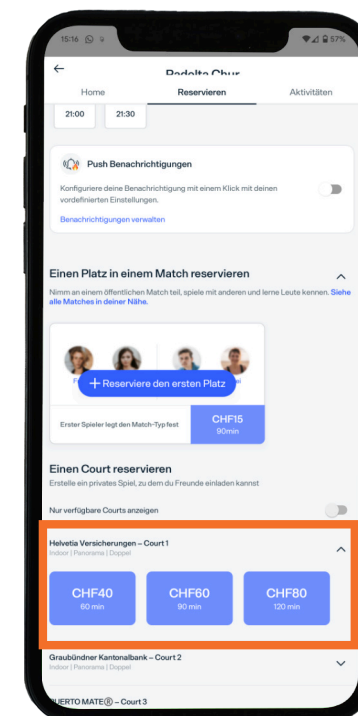 15:16
57%
Padelta Chur
Home
Reservieren
Aktivitäten
21:00
21:30
Push Benachrichtigungen
Konfiguriere deine Benachrichtigung mit einem Klick mit deinen
vordefinierten Einstellungen.
Benachrichtigungen verwalten
Einen Platz in einem Match reservieren
Nimm an einem öffentlichen Match teil, spiele mit anderen und lerne Leute kennen. Siehe
alle Matches in deiner Nähe.
+ Reserviere den ersten Platz
Erster Spieler legt den Match-Typ fest
CHF15
90min
Einen Court reservieren
Erstelle ein privates Spiel, zu dem du Freunde einladen kannst
Nur verfügbare Courts anzeigen
Helvetia Versicherungen – Court 1
Indoor | Panorama | Doppel
CHF40
60 min
CHF60
90 min
CHF80
120 min
Graubündner Kantonalbank – Court 2
Indoor | Panorama | Doppel
UERTO MATE® – Court 3